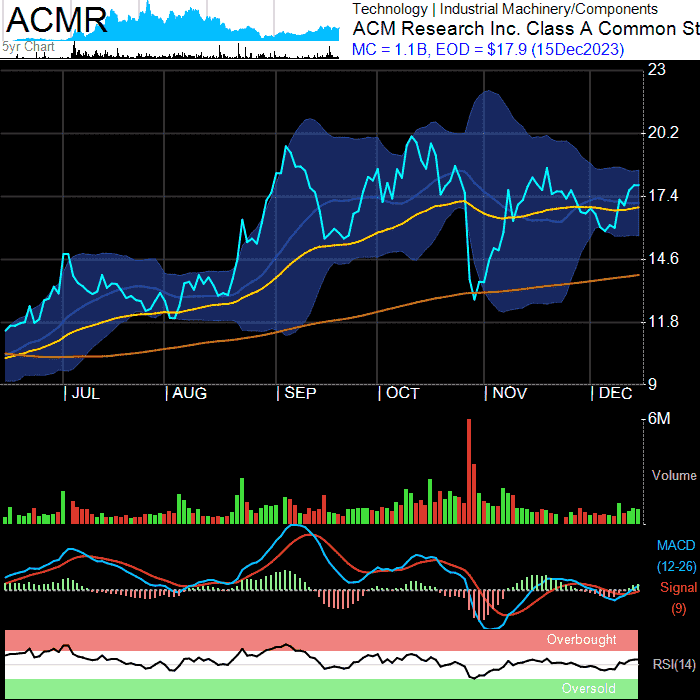 ACMR
5yr Chart
Technology | Industrial Machinery/Components
ACM Research Inc. Class A Common St
MC = 1.1B, EOD = $17.9 (15Dec2023)
23
20.2
17.4
14.6
11.8
9
JUL AUG SEP OCT NOV DEC
6M
Volume
MACD
(12-26)
Signal
(9)
Overbought
RSI(14)
Oversold